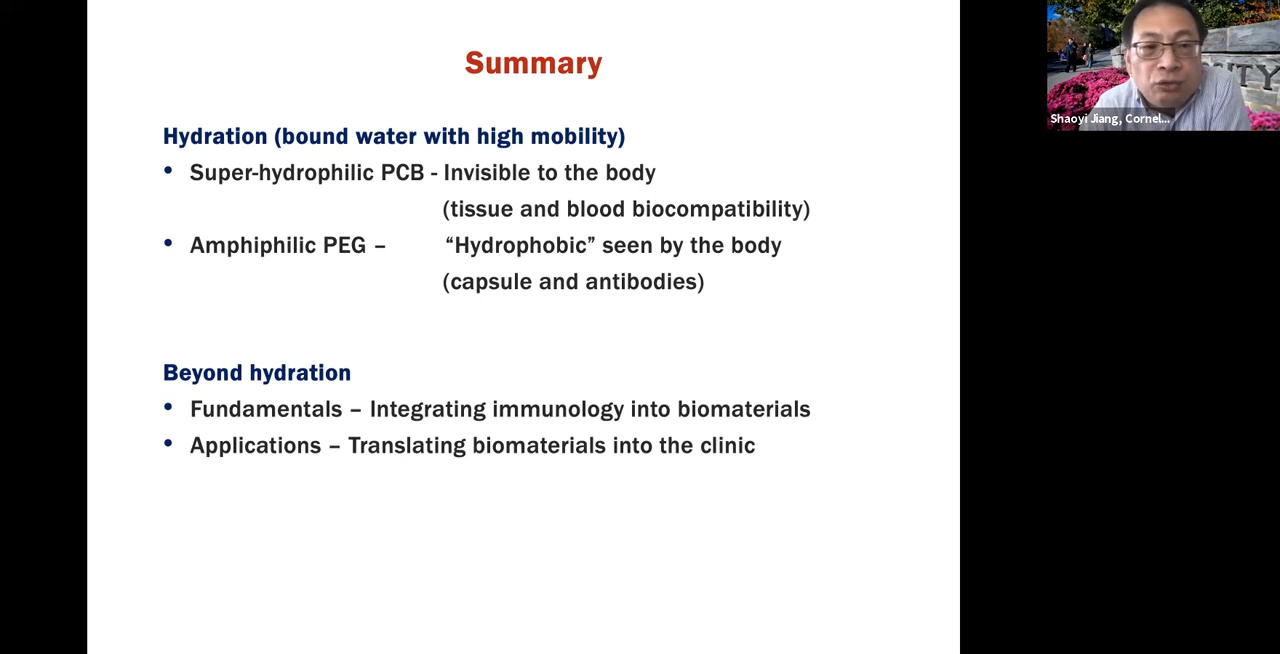 Summary
Hydration (bound water with high mobility)
• Super-hydrophilic PCB - Invisible to the body
(tissue and blood biocompatibility)
• Amphiphilic PEG – “Hydrophobic” seen by the body
(capsule and antibodies)
Beyond hydration
• Fundamentals – Integrating immunology into biomaterials
• Applications – Translating biomaterials into the clinic
Shaoyi Jiang, Cornel...